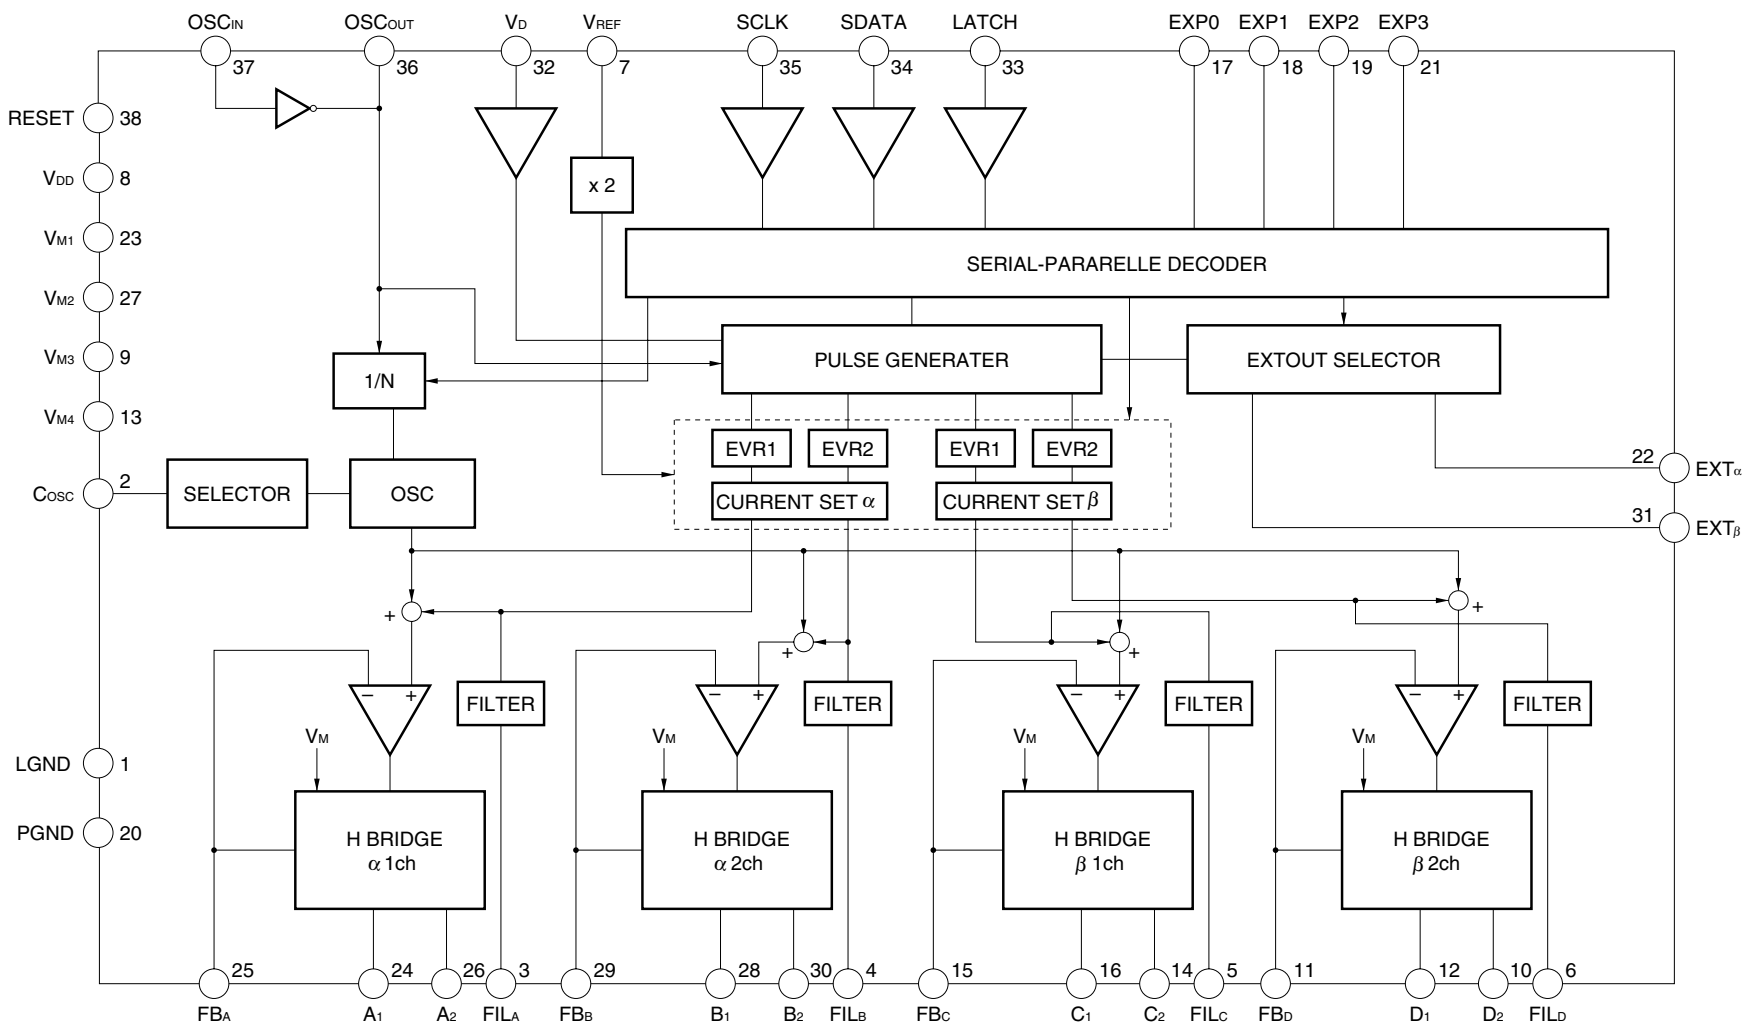 OSCIN OSCOUT VD VREF SCLK SDATA LATCH EXP0 EXP1 EXP2 EXP3
37 36 32 7 35 34 33 17 18 19 21
RESET 38
VDD 8
x 2
VM1 23
SERIAL-PARARELLE DECODER
VM2 27
VM3 9
1/N
PULSE GENERATER
EXTOUT SELECTOR
VM4 13
EVR1 EVR2 EVR1 EVR2
22 EXTα
COSC 2
SELECTOR
OSC
CURRENT SET α
CURRENT SET β
31 EXTβ
+ + + +
− + − + − + − +
FILTER FILTER FILTER FILTER
VM VM VM VM
LGND 1
PGND 20
H BRIDGE
α 1ch
H BRIDGE
α 2ch
H BRIDGE
β 1ch
H BRIDGE
β 2ch
25 24 26 3 29 28 30 4 15 16 14 5 11 12 10 6
FBA A1 A2 FILA FBB B1 B2 FILB FBC C1 C2 FILC FBD D1 D2 FILD